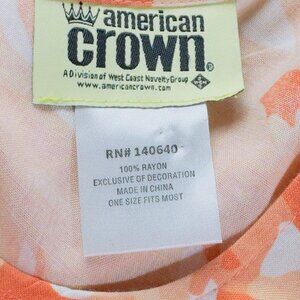 american
crown®
A Division of West Coast Novelty Group
www.americancrown.com
RN# 140640
100% RAYON
EXCLUSIVE OF DECORATION
MADE IN CHINA
ONE SIZE FITS MOST